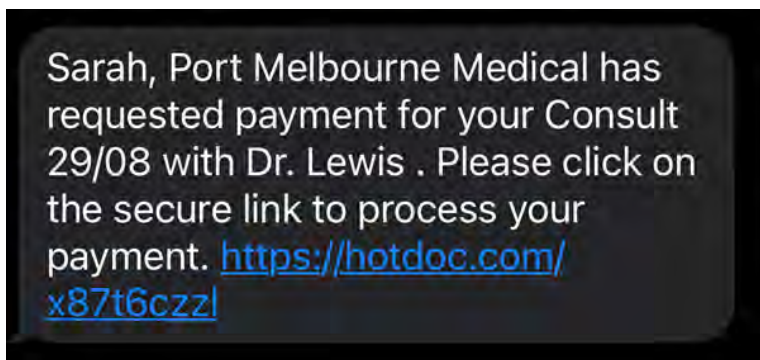 Sarah, Port Melbourne Medical has
requested payment for your Consult
29/08 with Dr. Lewis . Please click on
the secure link to process your
payment. https://hotdoc.com/
x87t6czzl